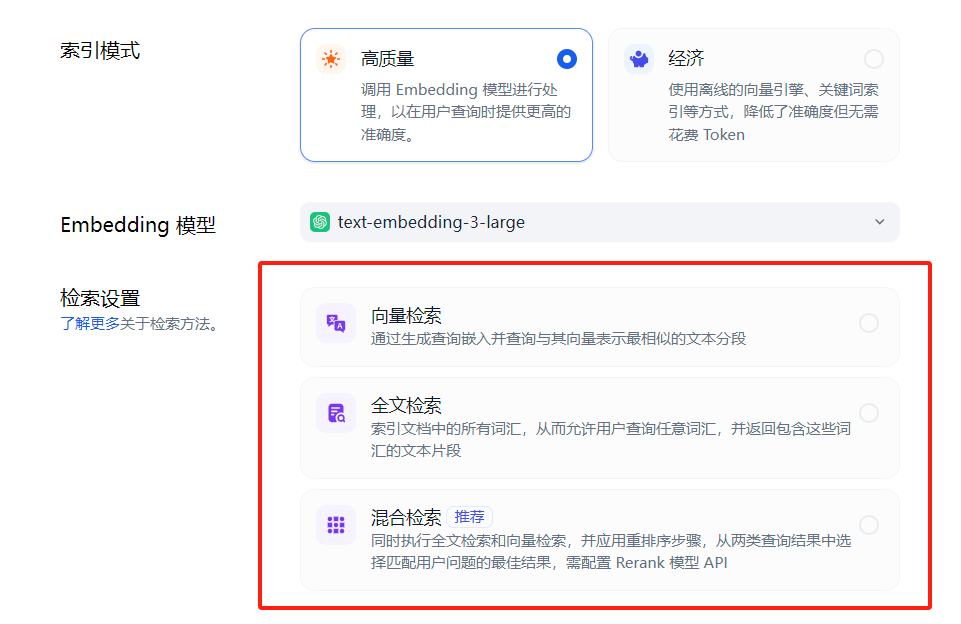 索引模式
高质量
调用 Embedding 模型进行处
理，以在用户查询时提供更高的
准确度。
经济
使用离线的向量引擎、关键词索
引等方式，降低了准确度但无需
花费 Token
Embedding 模型
text-embedding-3-large
检索设置
了解更多关于检索方法。
向量检索
通过生成查询嵌入并查询与其向量表示最相似的文本分段
全文检索
索引文档中的所有词汇，从而允许用户查询任意词汇，并返回包含这些词
汇的文本片段
混合检索 推荐
同时执行全文检索和向量检索，并应用重排序步骤，从两类查询结果中选
择匹配用户问题的最佳结果，需配置 Rerank 模型 API